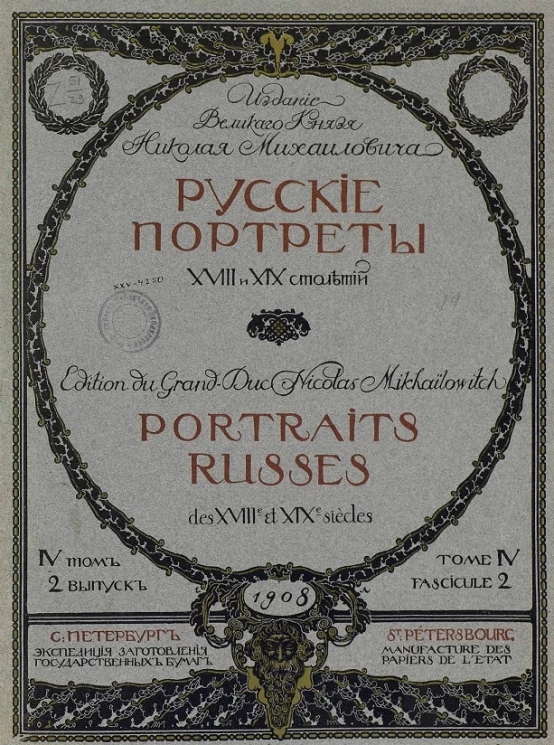 Изданіе
Великаго Князя
Николая Михаиловича
РУССКІЕ
ПОРТРЕТЫ
XVIII и XIX столѣтій
XXV-4250
Edition du Grand-Duc Nicolas Mikhaïlowitch
PORTRAITS
RUSSES
des XVIIIᵉ et XIXᵉ siècles
IV ТОМЪ
2 ВЫПУСКЪ
TOME IV
FASCICULE 2
1908
С: ПЕТЕРБУРГЪ
ЭКСПЕДИЦІЯ ЗАГОТОВЛЕНІЯ
ГОСУДАРСТВЕННЫХЪ БУМАГЪ
Sᵀ. PÉTERSBOURG,
MANUFACTURE DES
PAPIERS DE L'ETAT